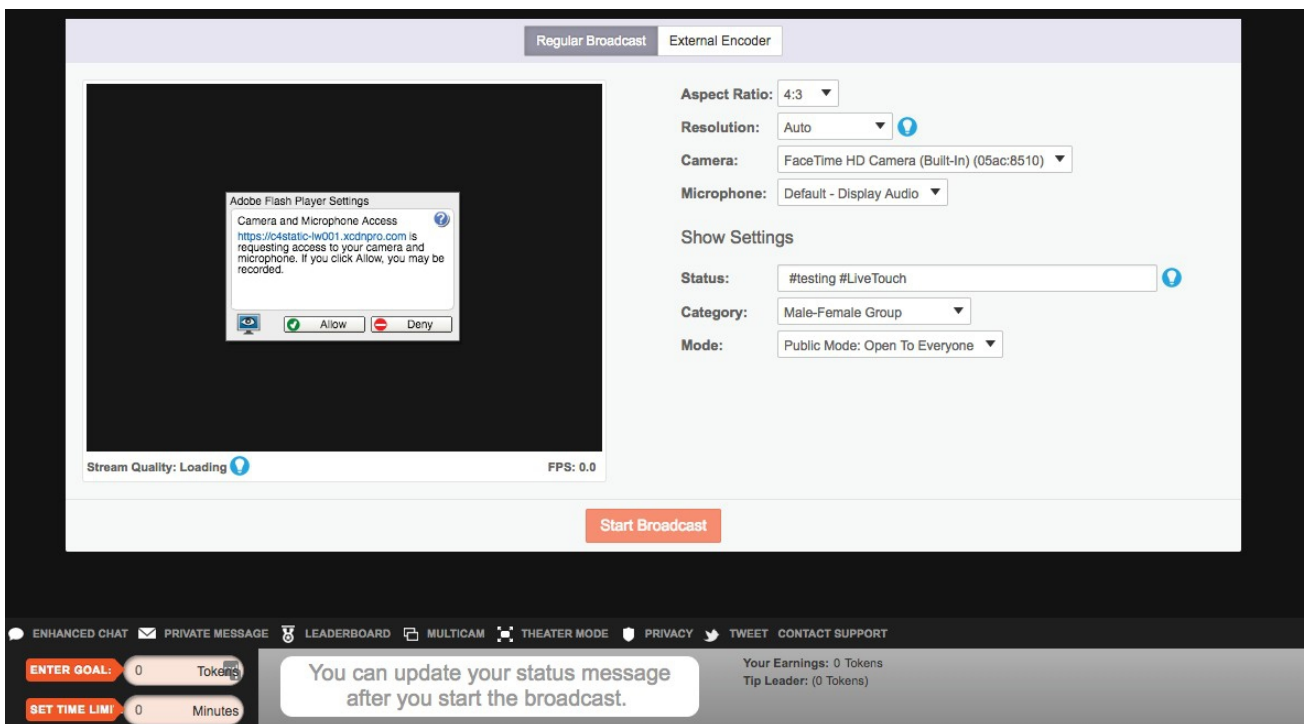 Regular Broadcast External Encoder
Aspect Ratio: 4:3
Resolution: Auto
Camera: FaceTime HD Camera (Built-In) (05ac:8510)
Microphone: Default - Display Audio
Adobe Flash Player Settings
Camera and Microphone Access
https://c4static-lw001.xcdnpro.com is
requesting access to your camera and
microphone. If you click Allow, you may be
recorded.
Allow Deny
Show Settings
Status: #testing #LiveTouch
Category: Male-Female Group
Mode: Public Mode: Open To Everyone
Stream Quality: Loading FPS: 0.0
Start Broadcast
ENHANCED CHAT PRIVATE MESSAGE LEADERBOARD MULTICAM THEATER MODE PRIVACY TWEET CONTACT SUPPORT
ENTER GOAL: 0 Tokens
SET TIME LIMI 0 Minutes
You can update your status message
after you start the broadcast.
Your Earnings: 0 Tokens
Tip Leader: (0 Tokens)